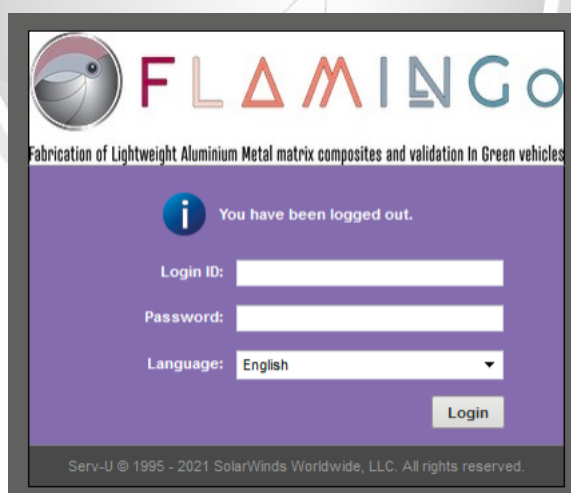 FLAMINGo
Fabrication of Lightweight Aluminium Metal matrix composites and validation In Green vehicles
i You have been logged out.
Login ID:
Password:
Language: English
Login
Serv-U © 1995 - 2021 SolarWinds Worldwide, LLC. All rights reserved.